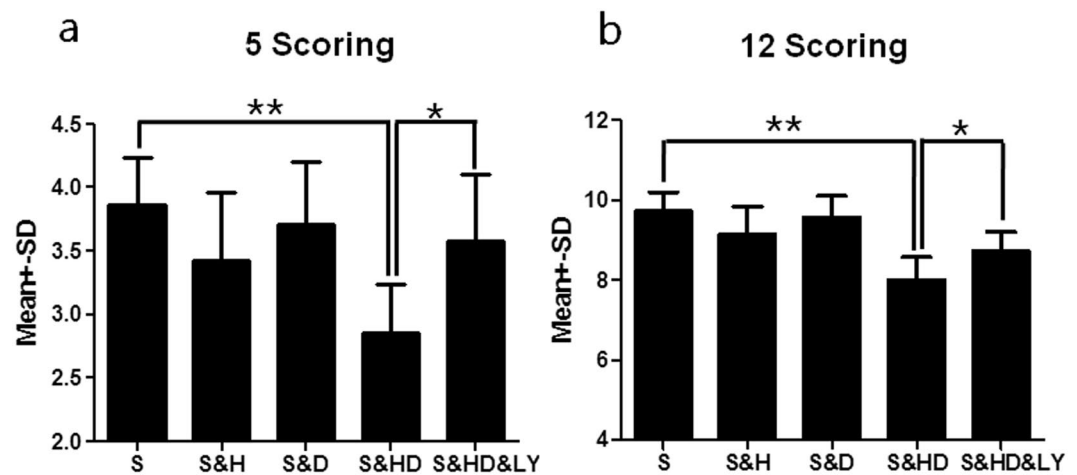 a
5 Scoring
** *
Mean+-SD
4.5
4.0
3.5
3.0
2.5
2.0
S S&H S&D S&HD S&HD&LY
b
12 Scoring
** *
Mean+-SD
12
10
8
6
4
S S&H S&D S&HD S&HD&LY